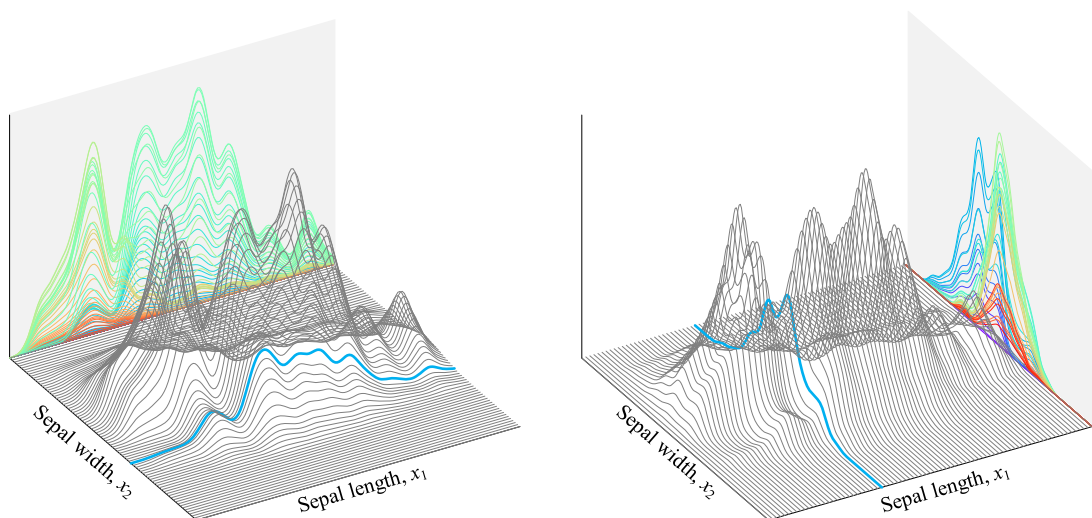 Sepal width, x₂
Sepal length, x₁
Sepal width, x₂
Sepal length, x₁